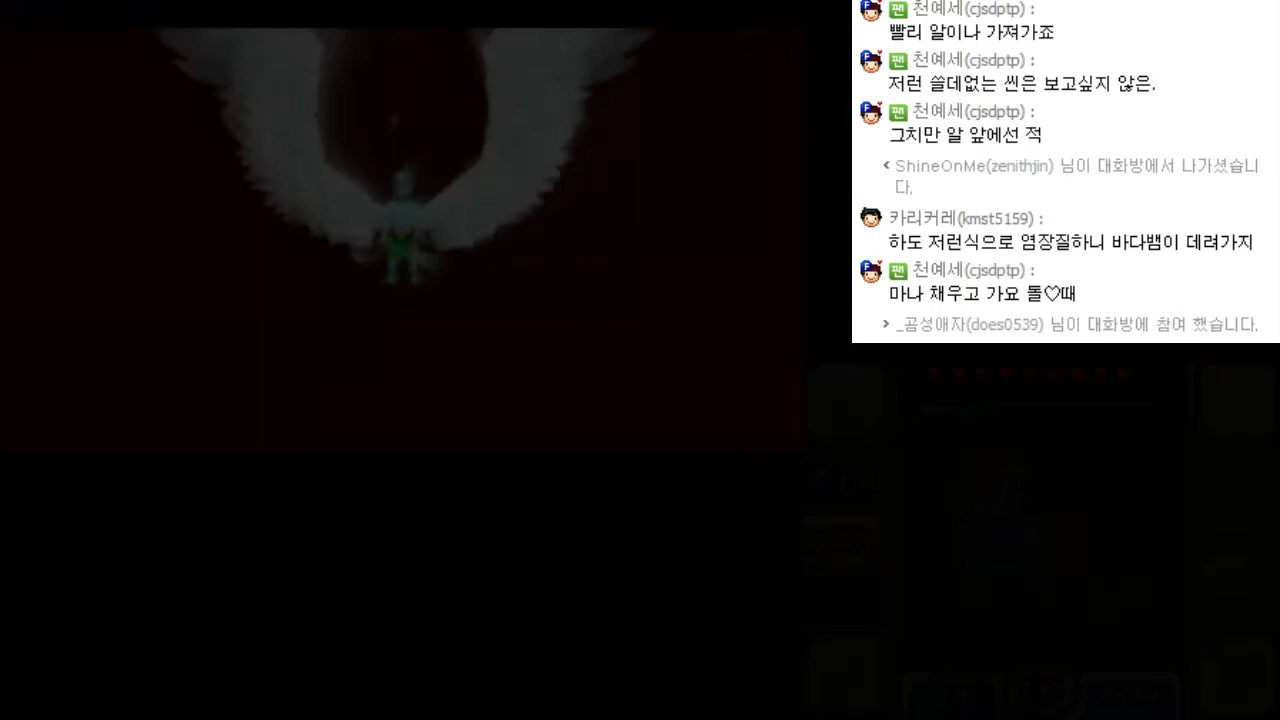 팬 천예세(cjsdptp) :
빨리 알이나 가져가죠
팬 천예세(cjsdptp) :
저런 쓸데없는 씬은 보고싶지 않은.
팬 천예세(cjsdptp) :
그치만 알 앞에선 적
ShineOnMe(zenithjin) 님이 대화방에서 나가셨습니
다.
카리커레(kmst5159) :
하도 저런식으로 염장질하니 바다뱀이 데려가지
팬 천예세(cjsdptp) :
마나 채우고 가요 돌♡때
_곰성애자(does0539) 님이 대화방에 참여 했습니다.